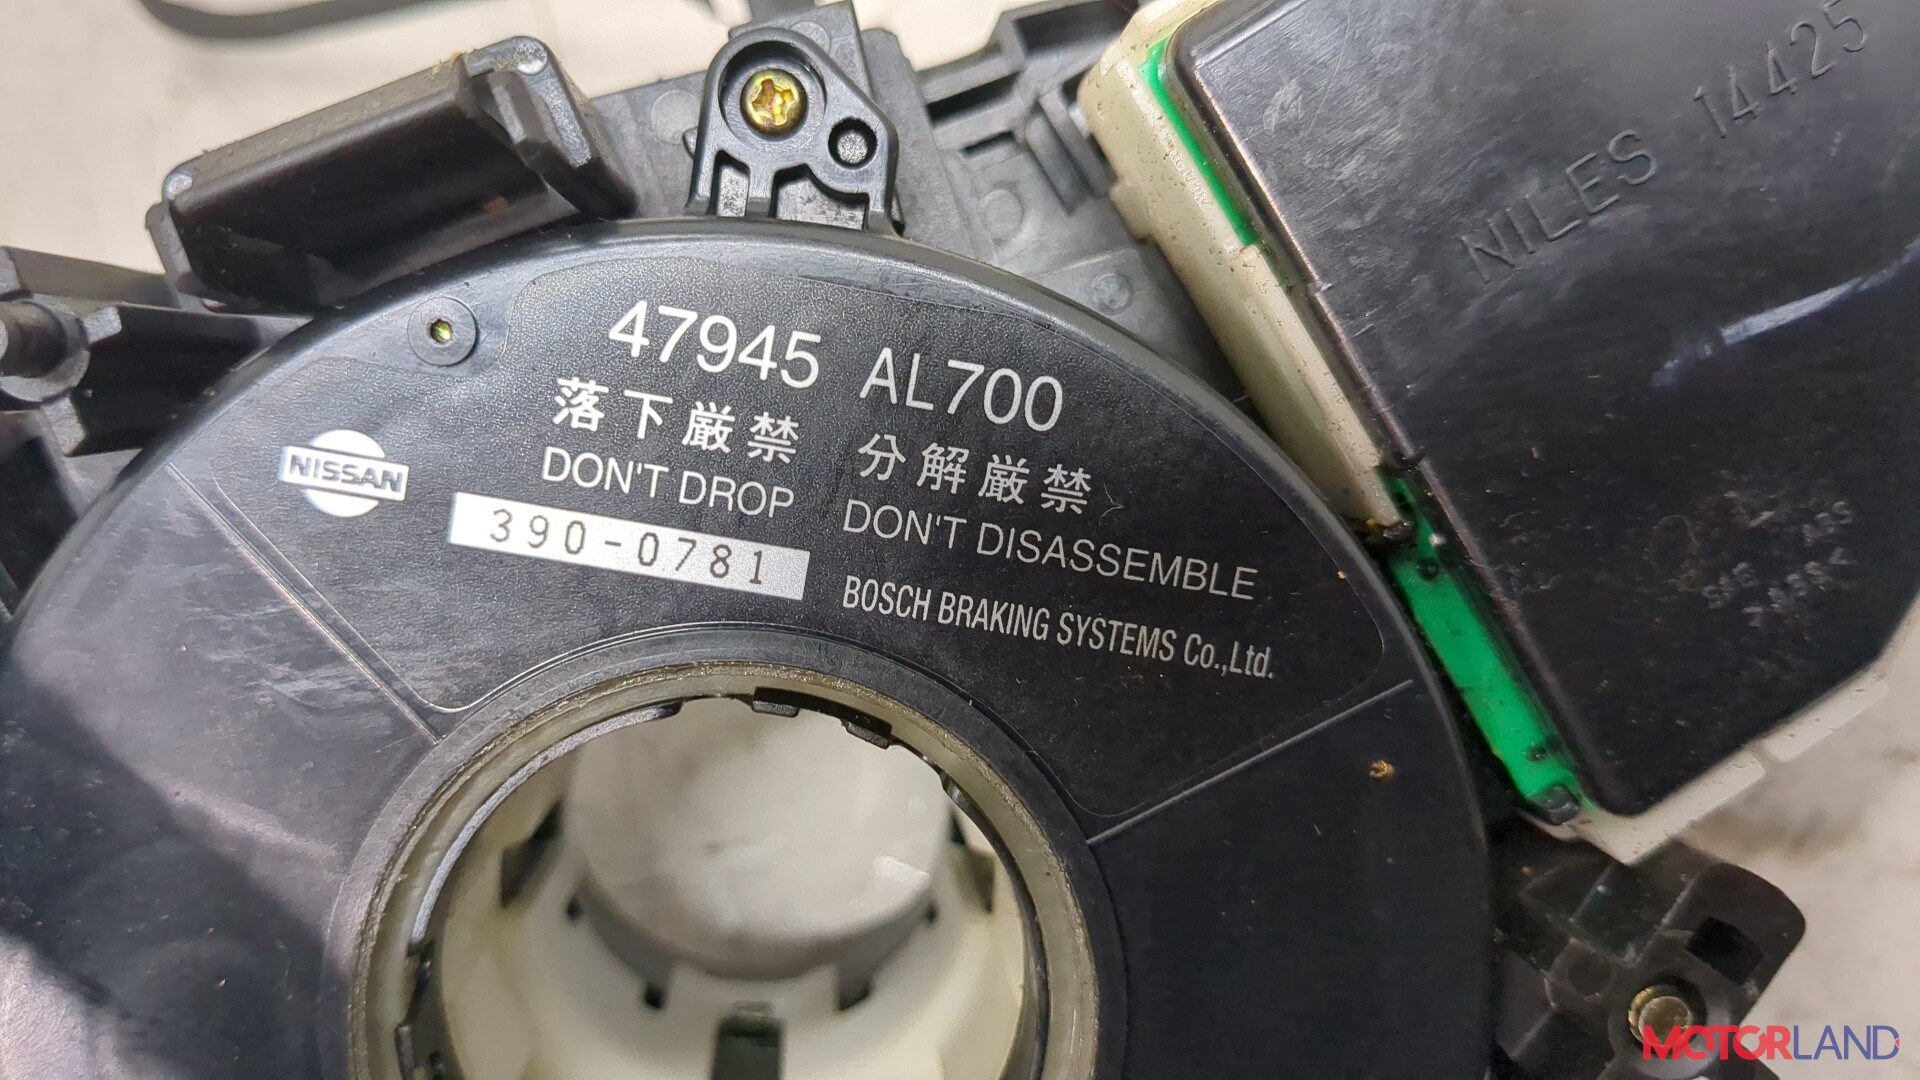 NILES 14425
47945 AL700
落下厳禁 分解厳禁
DON'T DROP DON'T DISASSEMBLE
NISSAN
390-0781
BOSCH BRAKING SYSTEMS Co.,Ltd.
MOTORLAND